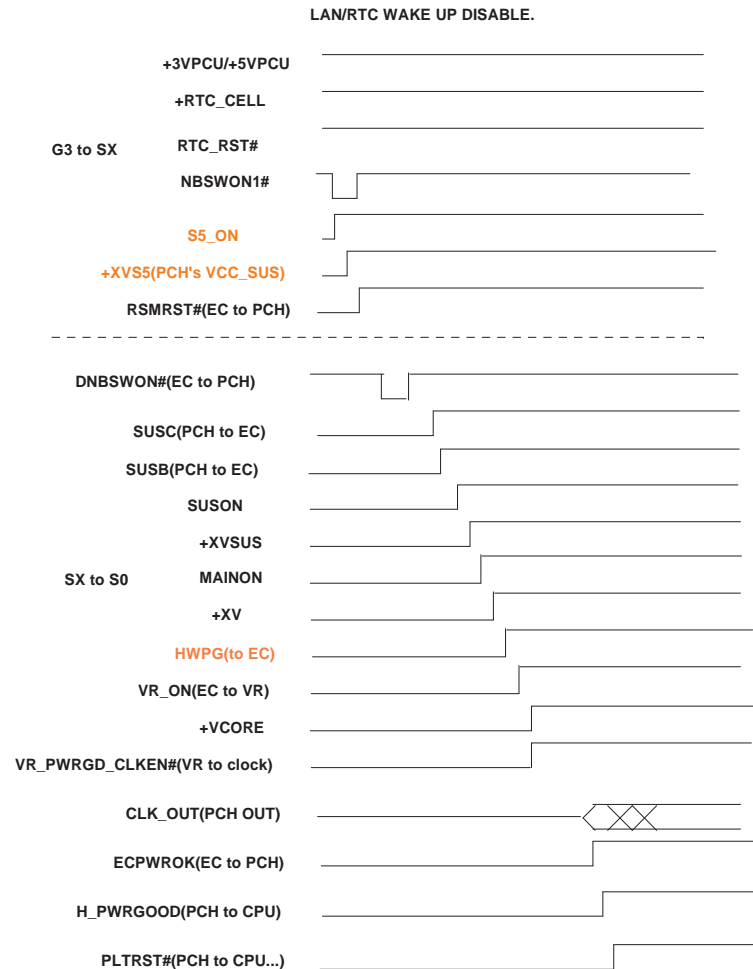 LAN/RTC WAKE UP DISABLE.
+3VPCU/+5VPCU
+RTC_CELL
G3 to SX
RTC_RST#
NBSWON1#
S5_ON
+XVS5(PCH's VCC_SUS)
RSMRST#(EC to PCH)
DNBSWON#(EC to PCH)
SUSC(PCH to EC)
SUSB(PCH to EC)
SUSON
+XVSUS
SX to S0
MAINON
+XV
HWPG(to EC)
VR_ON(EC to VR)
+VCORE
VR_PWRGD_CLKEN#(VR to clock)
CLK_OUT(PCH OUT)
ECPWROK(EC to PCH)
H_PWRGOOD(PCH to CPU)
PLTRST#(PCH to CPU...)